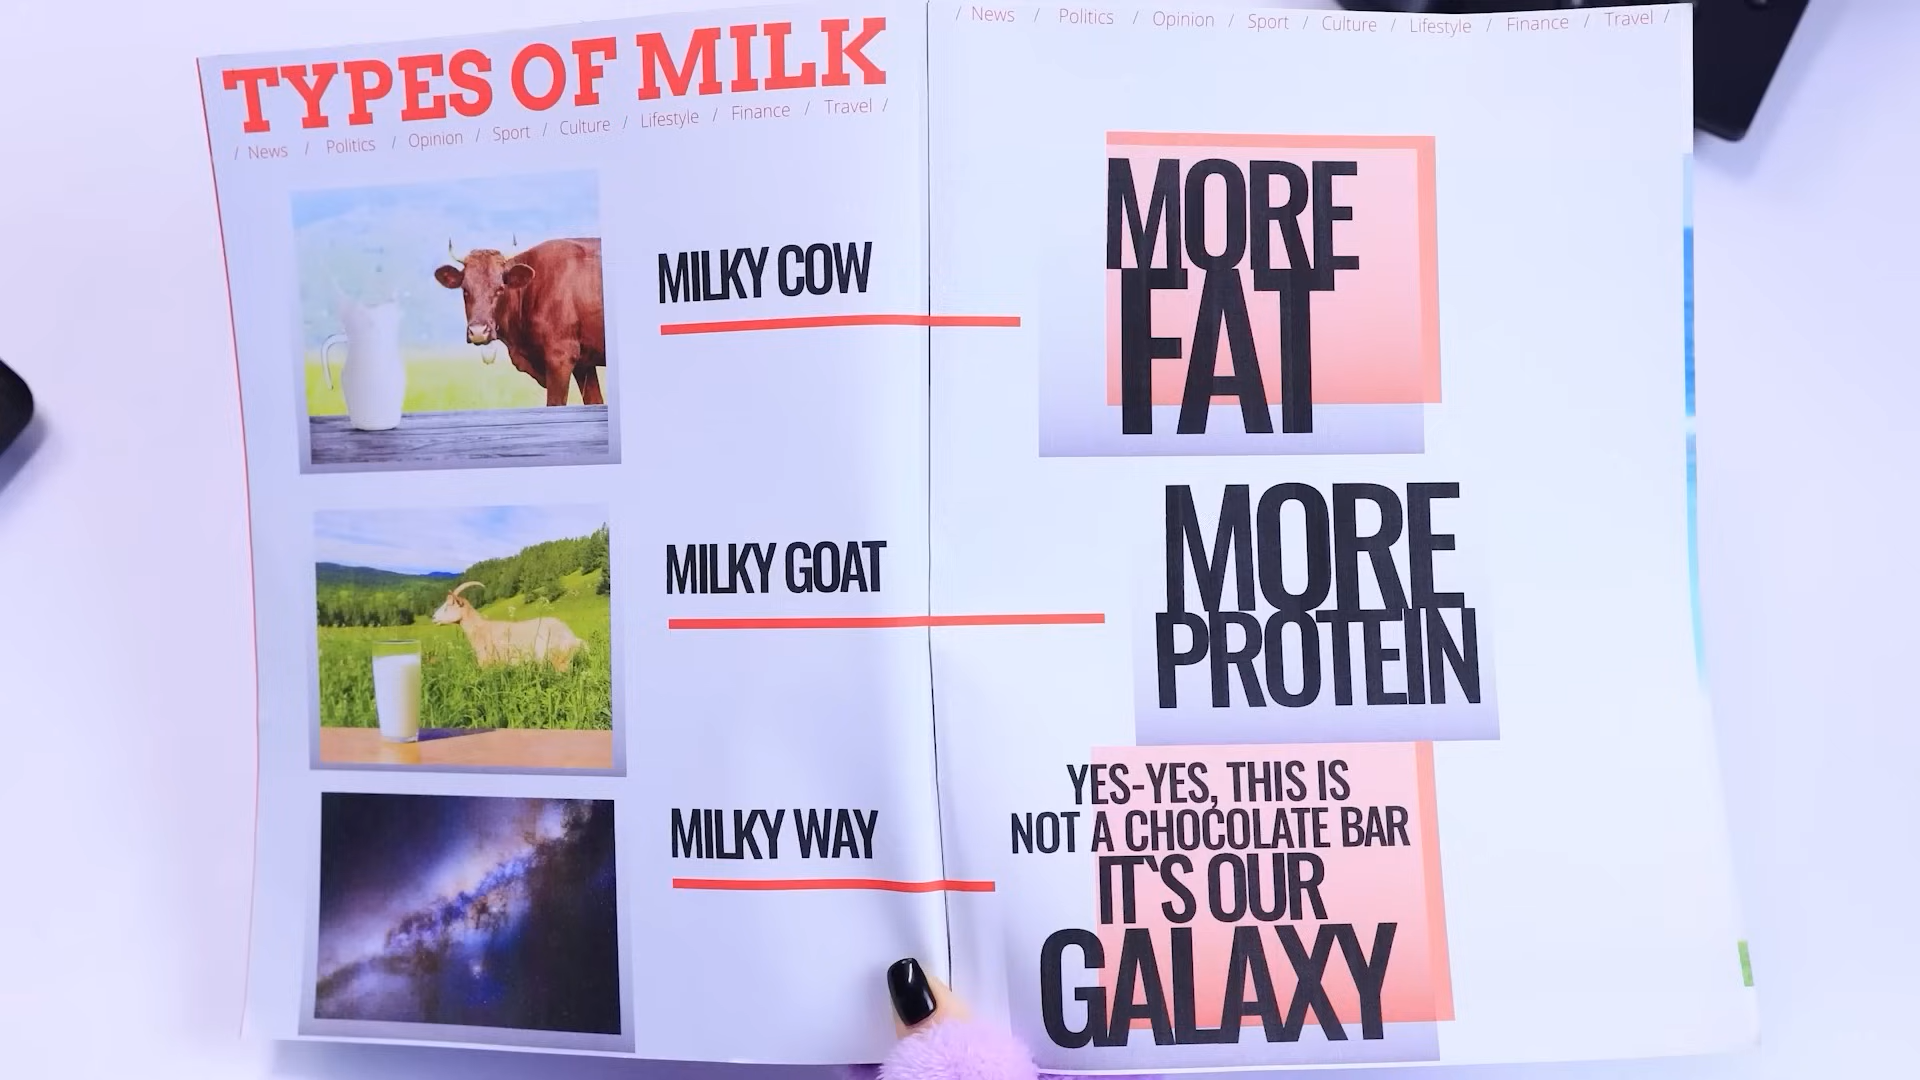 TYPES OF MILK
/ News / Politics / Opinion / Sport / Culture / Lifestyle / Finance / Travel /
MILKY COW
MILKY GOAT
MILKY WAY
/ News / Politics / Opinion / Sport / Culture / Lifestyle / Finance / Travel /
MORE
FAT
MORE
PROTEIN
YES-YES, THIS IS
NOT A CHOCOLATE BAR
IT`S OUR
GALAXY